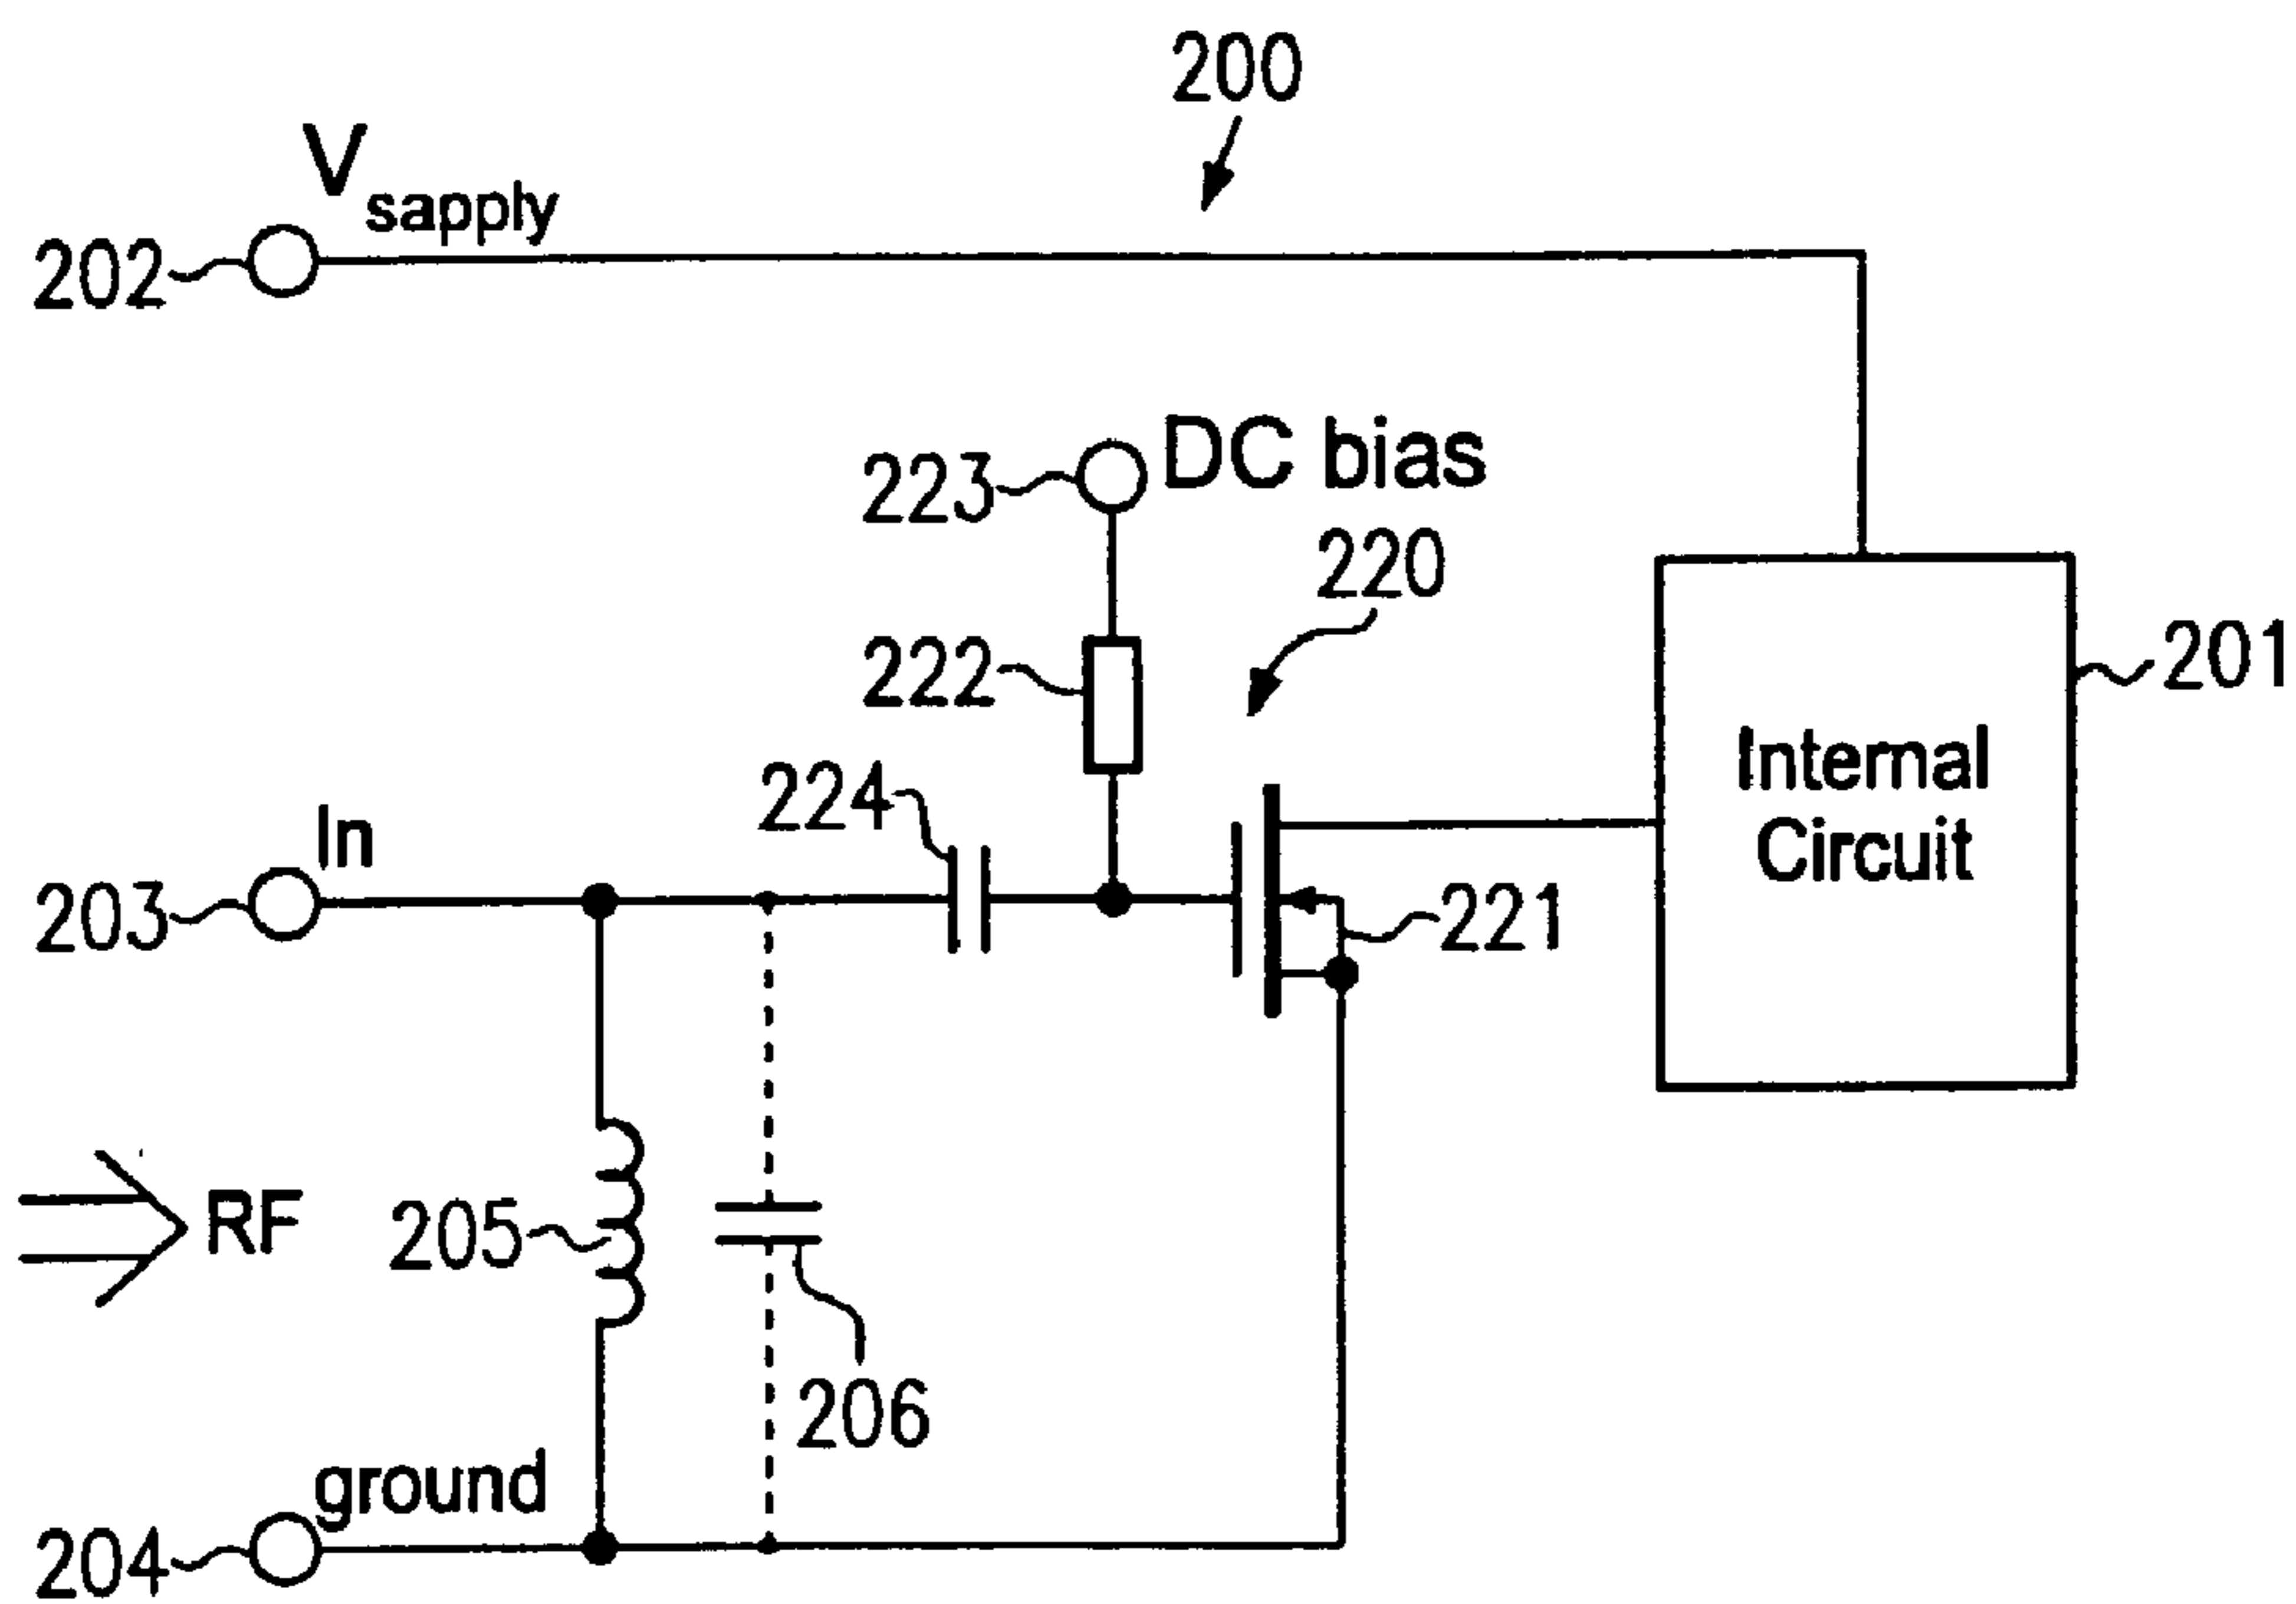 200
V sapply
202
DC bias
223
220
222
201
Internal
Circuit
224
In
203
221
RF
205
206
ground
204